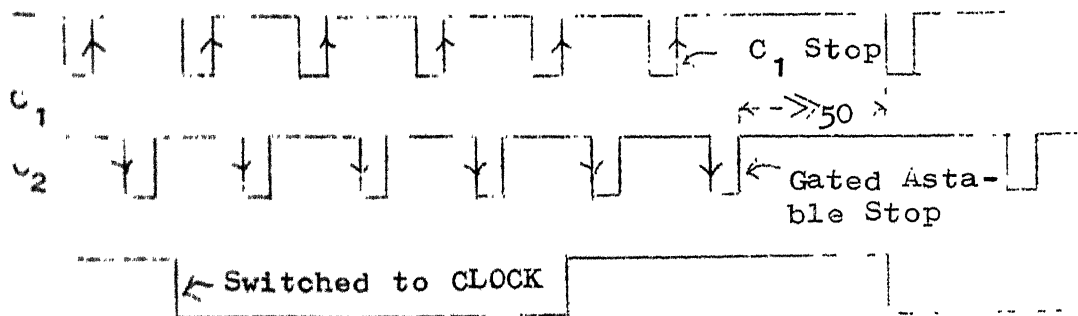 C₁ Stop
C₁
≫50
C₂
Gated Asta-
ble Stop
Switched to CLOCK